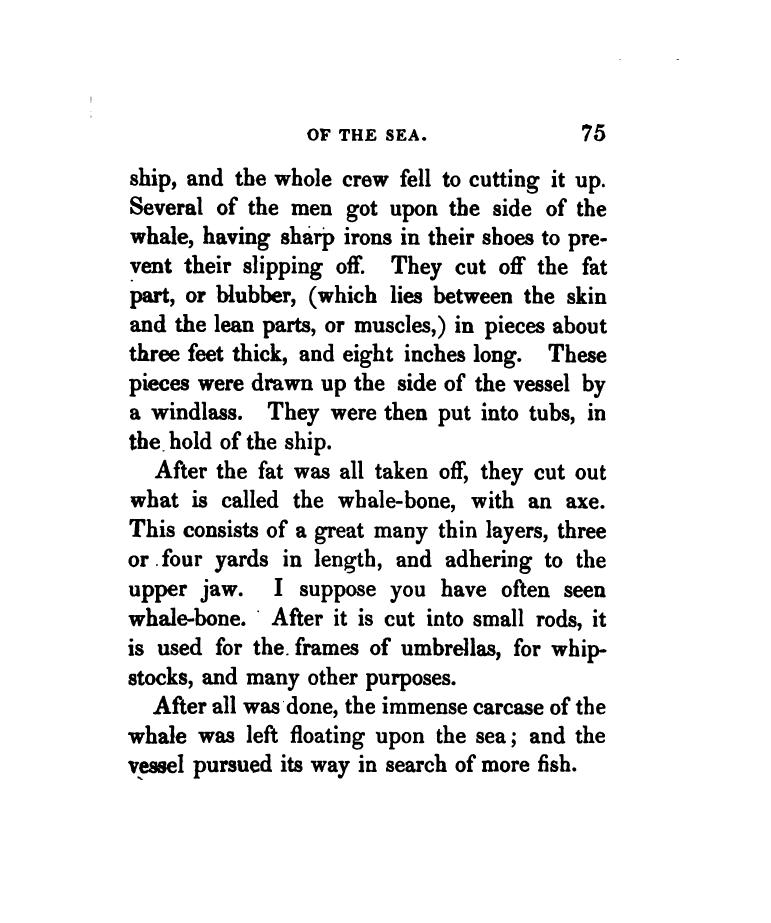 OF THE SEA. 75
ship, and the whole crew fell to cutting it up.
Several of the men got upon the side of the
whale, having sharp irons in their shoes to pre-
vent their slipping off. They cut off the fat
part, or blubber, (which lies between the skin
and the lean parts, or muscles,) in pieces about
three feet thick, and eight inches long. These
pieces were drawn up the side of the vessel by
a windlass. They were then put into tubs, in
the hold of the ship.
After the fat was all taken off, they cut out
what is called the whale-bone, with an axe.
This consists of a great many thin layers, three
or four yards in length, and adhering to the
upper jaw. I suppose you have often seen
whale-bone. After it is cut into small rods, it
is used for the frames of umbrellas, for whip-
stocks, and many other purposes.
After all was done, the immense carcase of the
whale was left floating upon the sea; and the
vessel pursued its way in search of more fish.